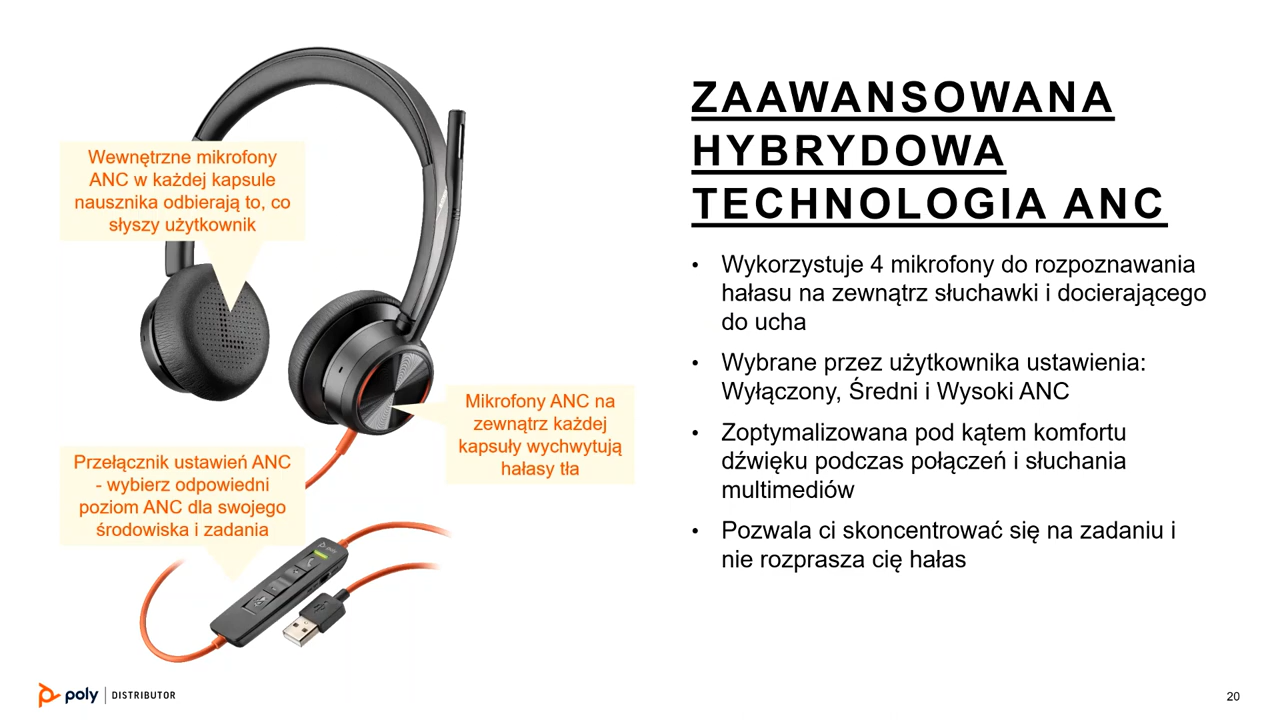 ZAAWANSOWANA
HYBRYDOWA
TECHNOLOGIA ANC
Wewnętrzne mikrofony
ANC w każdej kapsule
nausznika odbierają to, co
słyszy użytkownik
Mikrofony ANC na
zewnątrz każdej
kapsuły wychwytują
hałasy tła
Przełącznik ustawień ANC
- wybierz odpowiedni
poziom ANC dla swojego
środowiska i zadania
• Wykorzystuje 4 mikrofony do rozpoznawania
hałasu na zewnątrz słuchawki i docierającego
do ucha
• Wybrane przez użytkownika ustawienia:
Wyłączony, Średni i Wysoki ANC
• Zoptymalizowana pod kątem komfortu
dźwięku podczas połączeń i słuchania
multimediów
• Pozwala ci skoncentrować się na zadaniu i
nie rozprasza cię hałas
poly
poly | DISTRIBUTOR
20